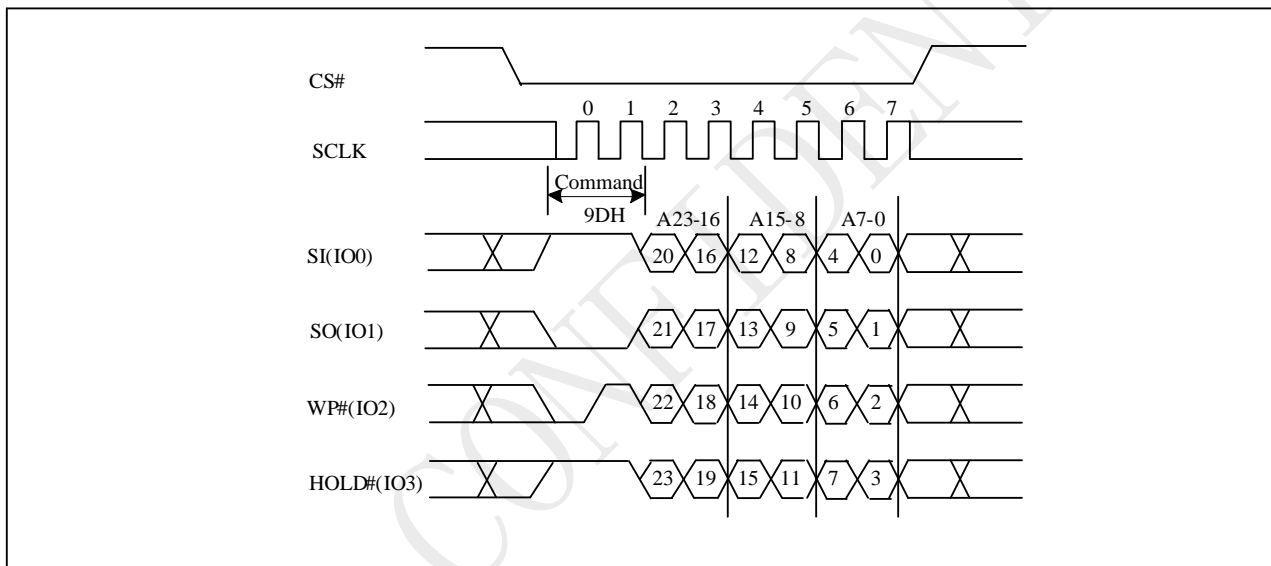 CS#
0 1 2 3 4 5 6 7
SCLK
Command
9DH
A23-16 A15-8 A7-0
SI(IO0) 20 16 12 8 4 0
SO(IO1) 21 17 13 9 5 1
WP#(IO2) 22 18 14 10 6 2
HOLD#(IO3) 23 19 15 11 7 3
CONFIDENT